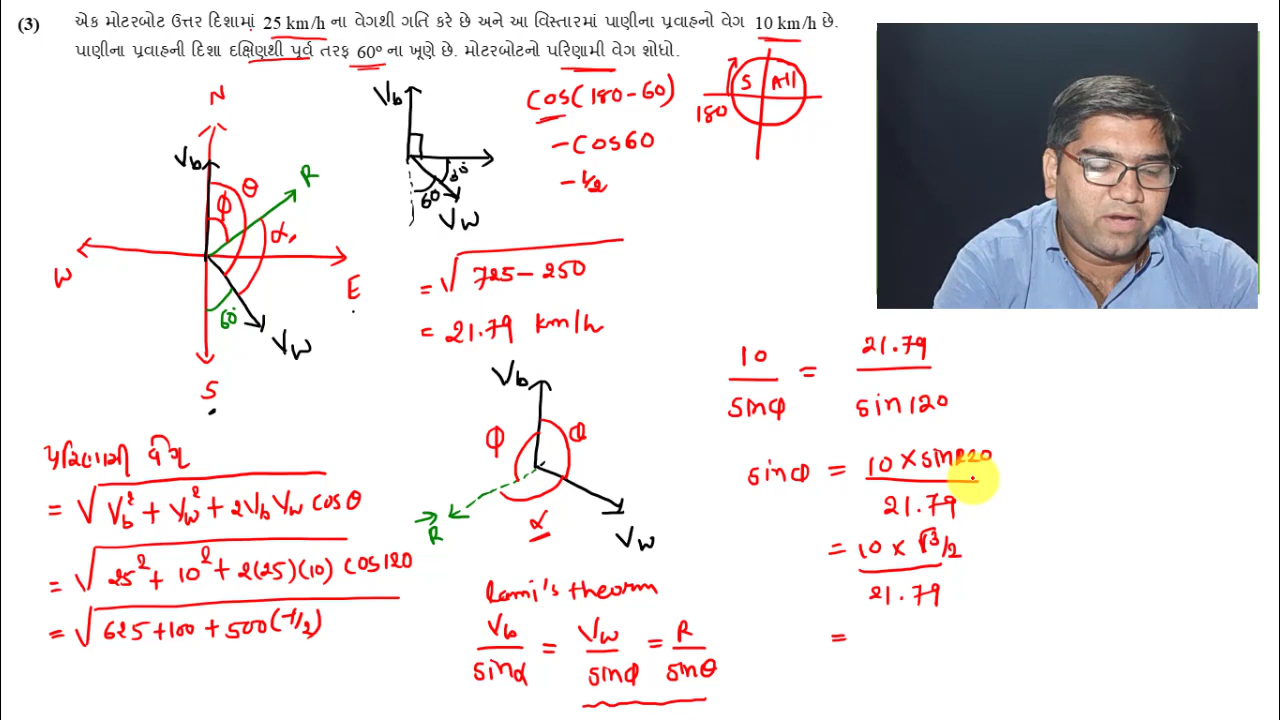 (3) એક મોટરબોટ ઉત્તર દિશામાં 25 km/h ના વેગથી ગતિ કરે છે અને આ વિસ્તારમાં પાણીના પ્રવાહનો વેગ 10 km/h છે.
પાણીના પ્રવાહની દિશા દક્ષિણથી પૂર્વ તરફ 60° ના ખૂણે છે. મોટરબોટનો પરિણામી વેગ શોધો.
N
Vb
θ
R
ϕ
α
W
E
60°
Vw
S
Vb
60
Vw
cos(180-60)
-cos60
-1/2
S All
180
= √725-250
= 21.79 km/h
પરિણામી વેગ
= √Vb² + Vw² + 2VbVw cosθ
= √25² + 10² + 2(25)(10) cos120
= √625+100+500(-1/2)
Vb
ϕ
θ
R
α
Vw
Lami's theorm
Vb/sinα = Vw/sinϕ = R/sinθ
10/sinϕ = 21.79/sin120
sinϕ = 10×sin120/21.79
= 10×√3/2/21.79
=